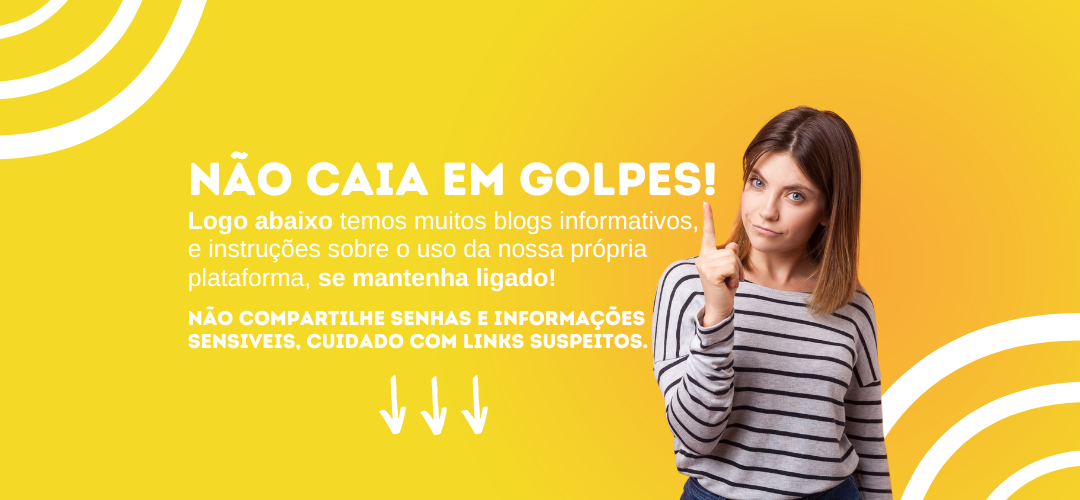 NÃO CAIA EM GOLPES!
Logo abaixo temos muitos blogs informativos,
e instruções sobre o uso da nossa própria
plataforma, se mantenha ligado!
NÃO COMPARTILHE SENHAS E INFORMAÇÕES
SENSIVEIS, CUIDADO COM LINKS SUSPEITOS.